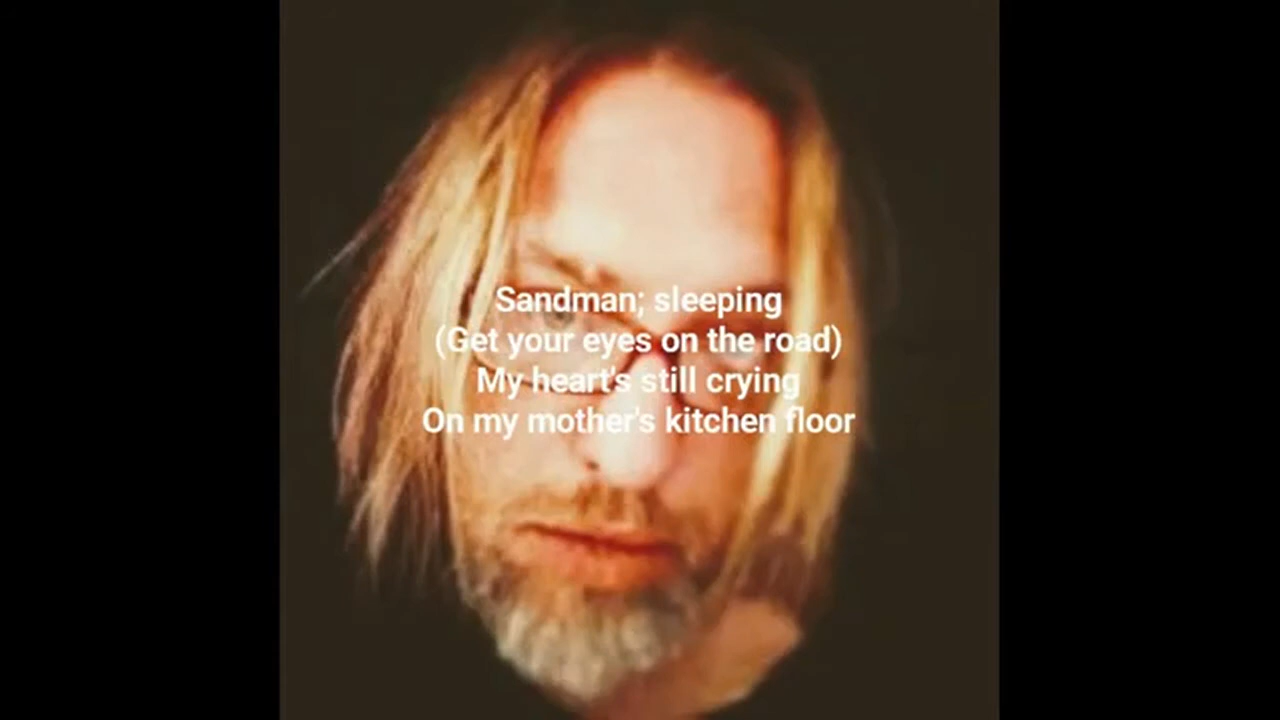 Sandman; sleeping
(Get your eyes on the road)
My heart's still crying
On my mother's kitchen floor